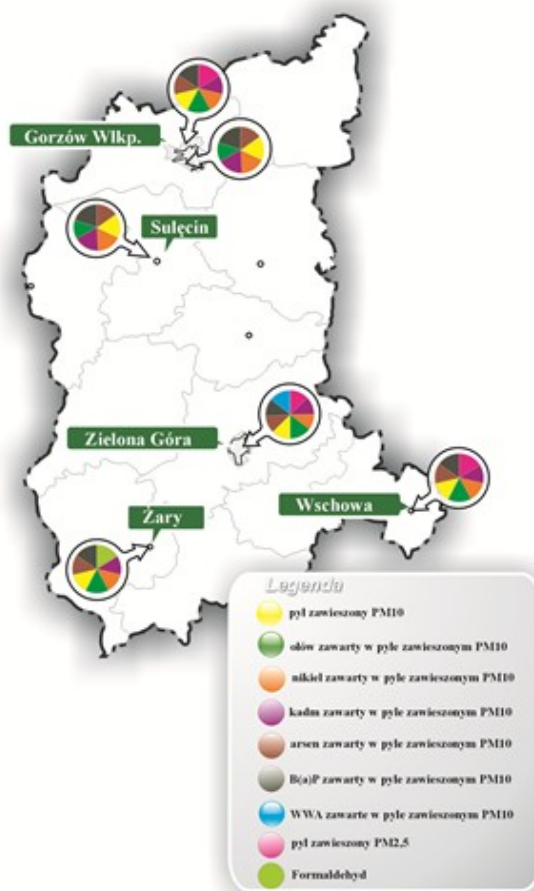 Gorzów Wlkp.
Sulęcin
Zielona Góra
Wschowa
Żary
Legenda
pył zawieszony PM10
ołów zawarty w pyle zawieszonym PM10
nikiel zawarty w pyle zawieszonym PM10
kadm zawarty w pyle zawieszonym PM10
arsen zawarty w pyle zawieszonym PM10
B(a)P zawarty w pyle zawieszonym PM10
WWA zawarte w pyle zawieszonym PM10
pył zawieszony PM2,5
Formaldehyd